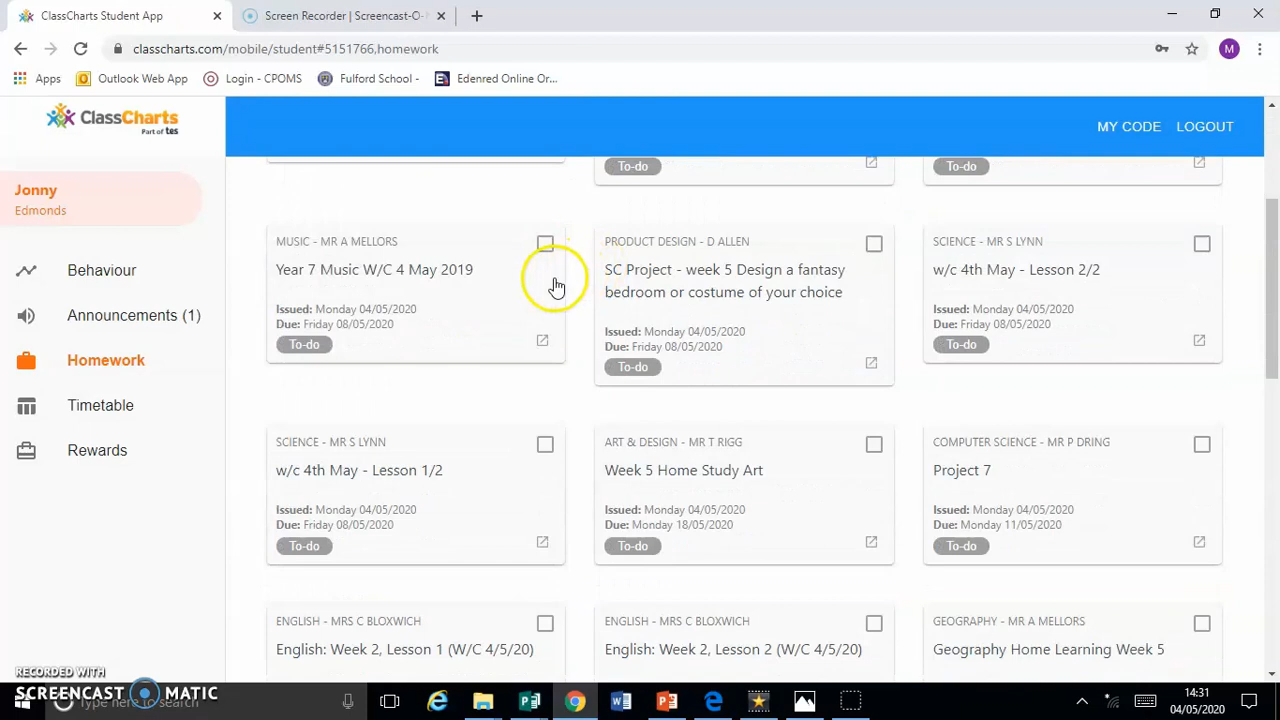 ClassCharts Student App
Screen Recorder | Screencast-O-
classcharts.com/mobile/student#5151766,homework
M
Apps
Outlook Web App
Login - CPOMS
Fulford School -
Edenred Online Or...
ClassCharts
Part of tes
MY CODE
LOGOUT
Jonny
Edmonds
Behaviour
Announcements (1)
Homework
Timetable
Rewards
To-do
To-do
MUSIC - MR A MELLORS
Year 7 Music W/C 4 May 2019
Issued: Monday 04/05/2020
Due: Friday 08/05/2020
To-do
PRODUCT DESIGN - D ALLEN
SC Project - week 5 Design a fantasy
bedroom or costume of your choice
Issued: Monday 04/05/2020
Due: Friday 08/05/2020
To-do
SCIENCE - MR S LYNN
w/c 4th May - Lesson 2/2
Issued: Monday 04/05/2020
Due: Friday 08/05/2020
To-do
SCIENCE - MR S LYNN
w/c 4th May - Lesson 1/2
Issued: Monday 04/05/2020
Due: Friday 08/05/2020
To-do
ART & DESIGN - MR T RIGG
Week 5 Home Study Art
Issued: Monday 04/05/2020
Due: Monday 18/05/2020
To-do
COMPUTER SCIENCE - MR P DRING
Project 7
Issued: Monday 04/05/2020
Due: Monday 11/05/2020
To-do
ENGLISH - MRS C BLOXWICH
English: Week 2, Lesson 1 (W/C 4/5/20)
ENGLISH - MRS C BLOXWICH
English: Week 2, Lesson 2 (W/C 4/5/20)
GEOGRAPHY - MR A MELLORS
Geography Home Learning Week 5
RECORDED WITH
SCREENCAST MATIC
Type here to search
14:31
04/05/2020